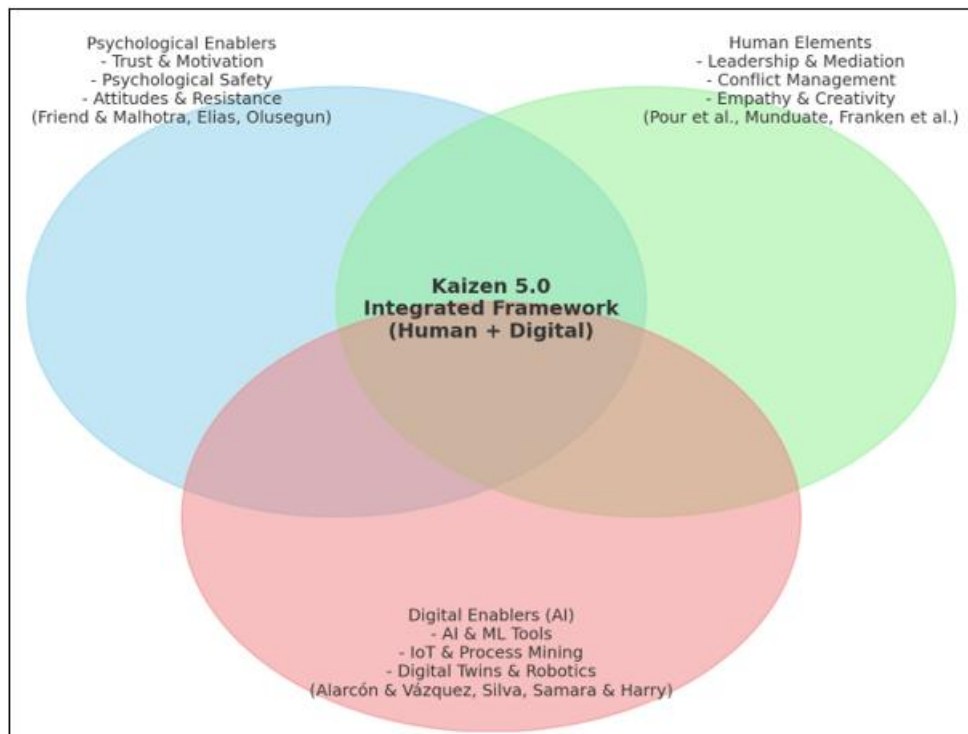 Psychological Enablers
- Trust & Motivation
- Psychological Safety
- Attitudes & Resistance
(Friend & Malhotra, Elias, Olusegun)
Human Elements
- Leadership & Mediation
- Conflict Management
- Empathy & Creativity
(Pour et al., Munduate, Franken et al.)
Kaizen 5.0
Integrated Framework
(Human + Digital)
Digital Enablers (AI)
- AI & ML Tools
- IoT & Process Mining
- Digital Twins & Robotics
(Alarcón & Vázquez, Silva, Samara & Harry)